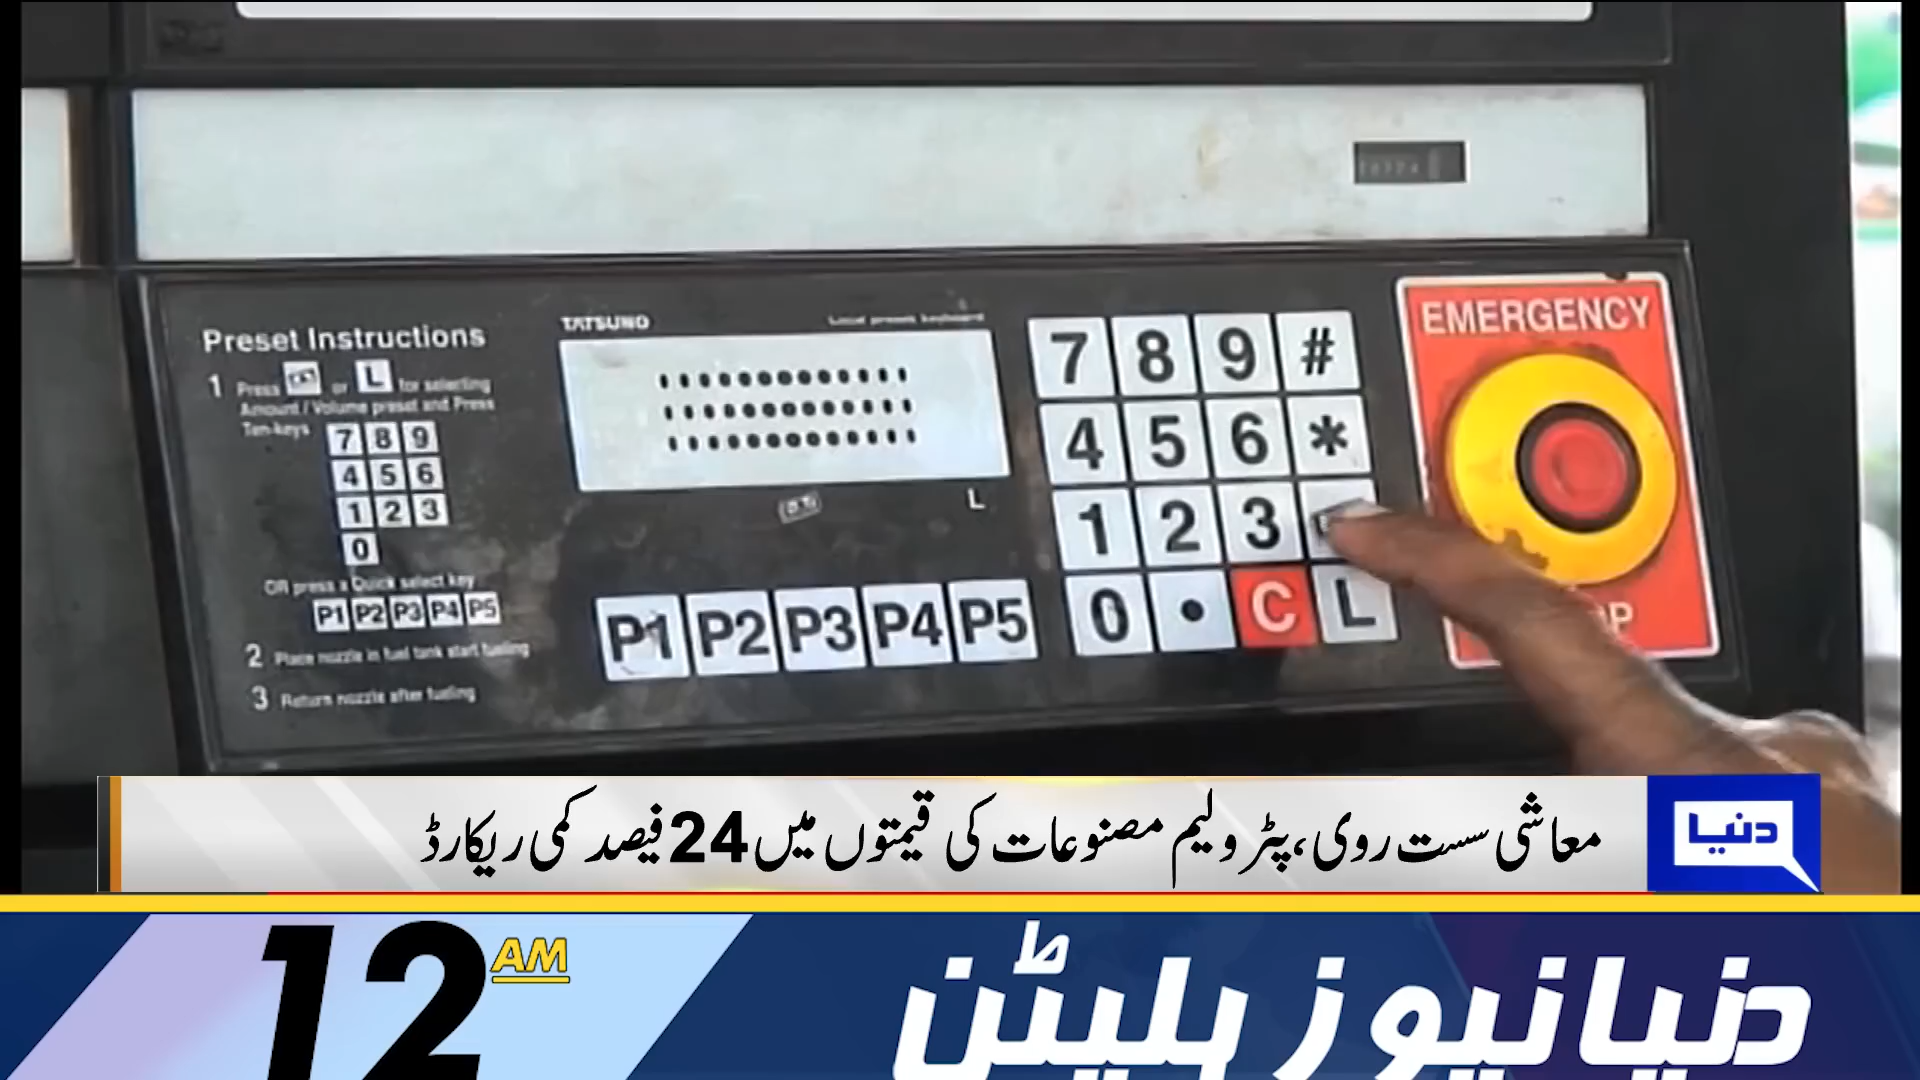 Preset Instructions
1 Press or L for selecting
Amount / Volume preset and Press
Ten-keys
7 8 9
4 5 6
1 2 3
0
OR press a Quick select key
P1 P2 P3 P4 P5
2 Place nozzle in fuel tank start fueling
3 Return nozzle after fueling
TATSUNO
Local preset keyboard
L
P1 P2 P3 P4 P5
7 8 9 #
4 5 6 *
1 2 3
0 . C L
EMERGENCY
معاشی سست روی، پٹرولیم مصنوعات کی قیمتوں میں 24 فیصد کمی ریکارڈ
دنیا
12 AM
دنیا نیوز بلیٹن